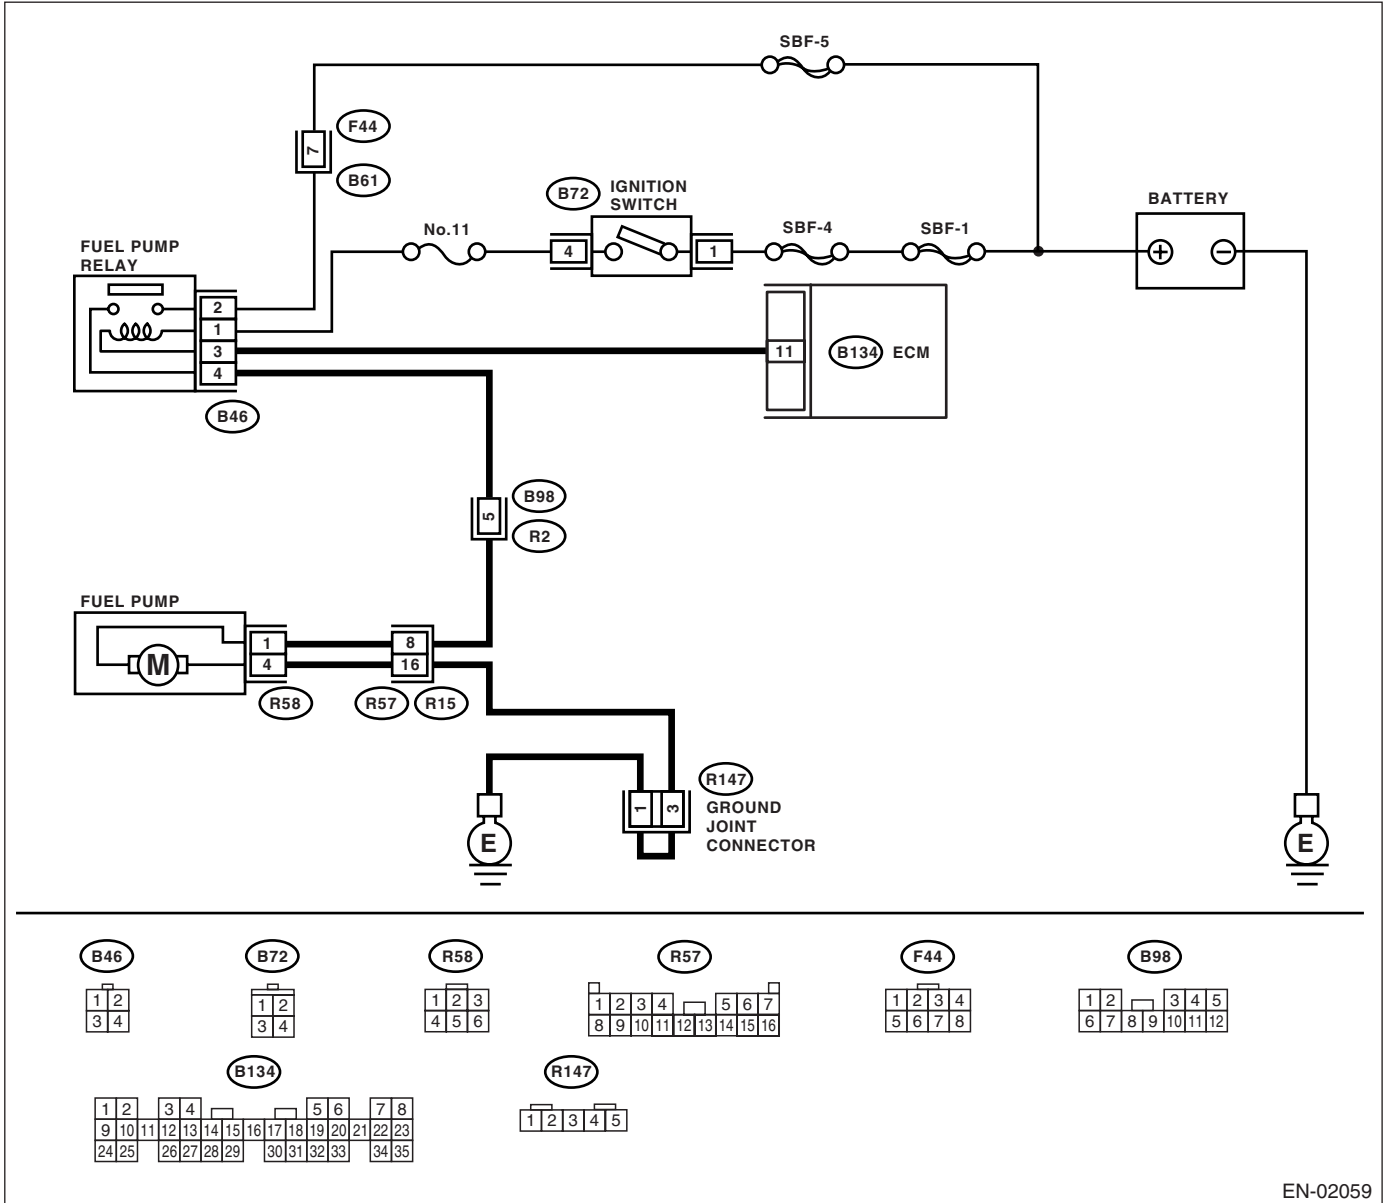 SBF-5
F44
7
B61
B72
IGNITION
SWITCH
BATTERY
No.11
SBF-4
SBF-1
4
1
+
−
FUEL PUMP
RELAY
2
1
3
4
11
B134
ECM
B46
B98
5
R2
FUEL PUMP
M
1
4
8
16
R58
R57
R15
R147
1
3
GROUND
JOINT
CONNECTOR
E
E
B46
B72
R58
R57
F44
B98
1 2
3 4
1 2
3 4
1 2 3
4 5 6
1 2 3 4 5 6 7
8 9 10 11 12 13 14 15 16
1 2 3 4
5 6 7 8
1 2 3 4 5
6 7 8 9 10 11 12
B134
R147
1 2 3 4 5 6 7 8
9 10 11 12 13 14 15 16 17 18 19 20 21 22 23
24 25 26 27 28 29 30 31 32 33 34 35
1 2 3 4 5
EN-02059